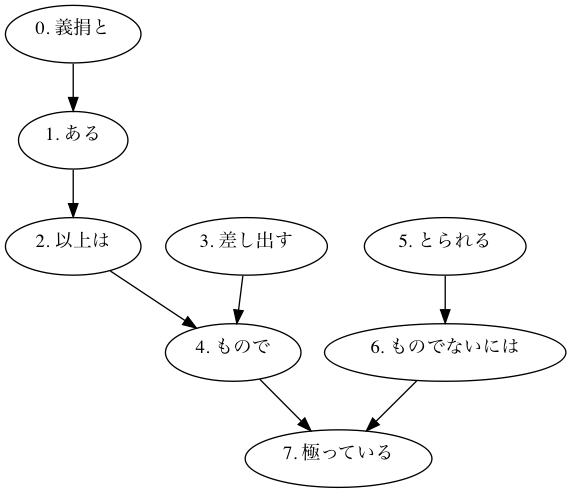 0. 義捐と
1. ある
2. 以上は
3. 差し出す
5. とられる
4. もので
6. ものでないには
7. 極っている